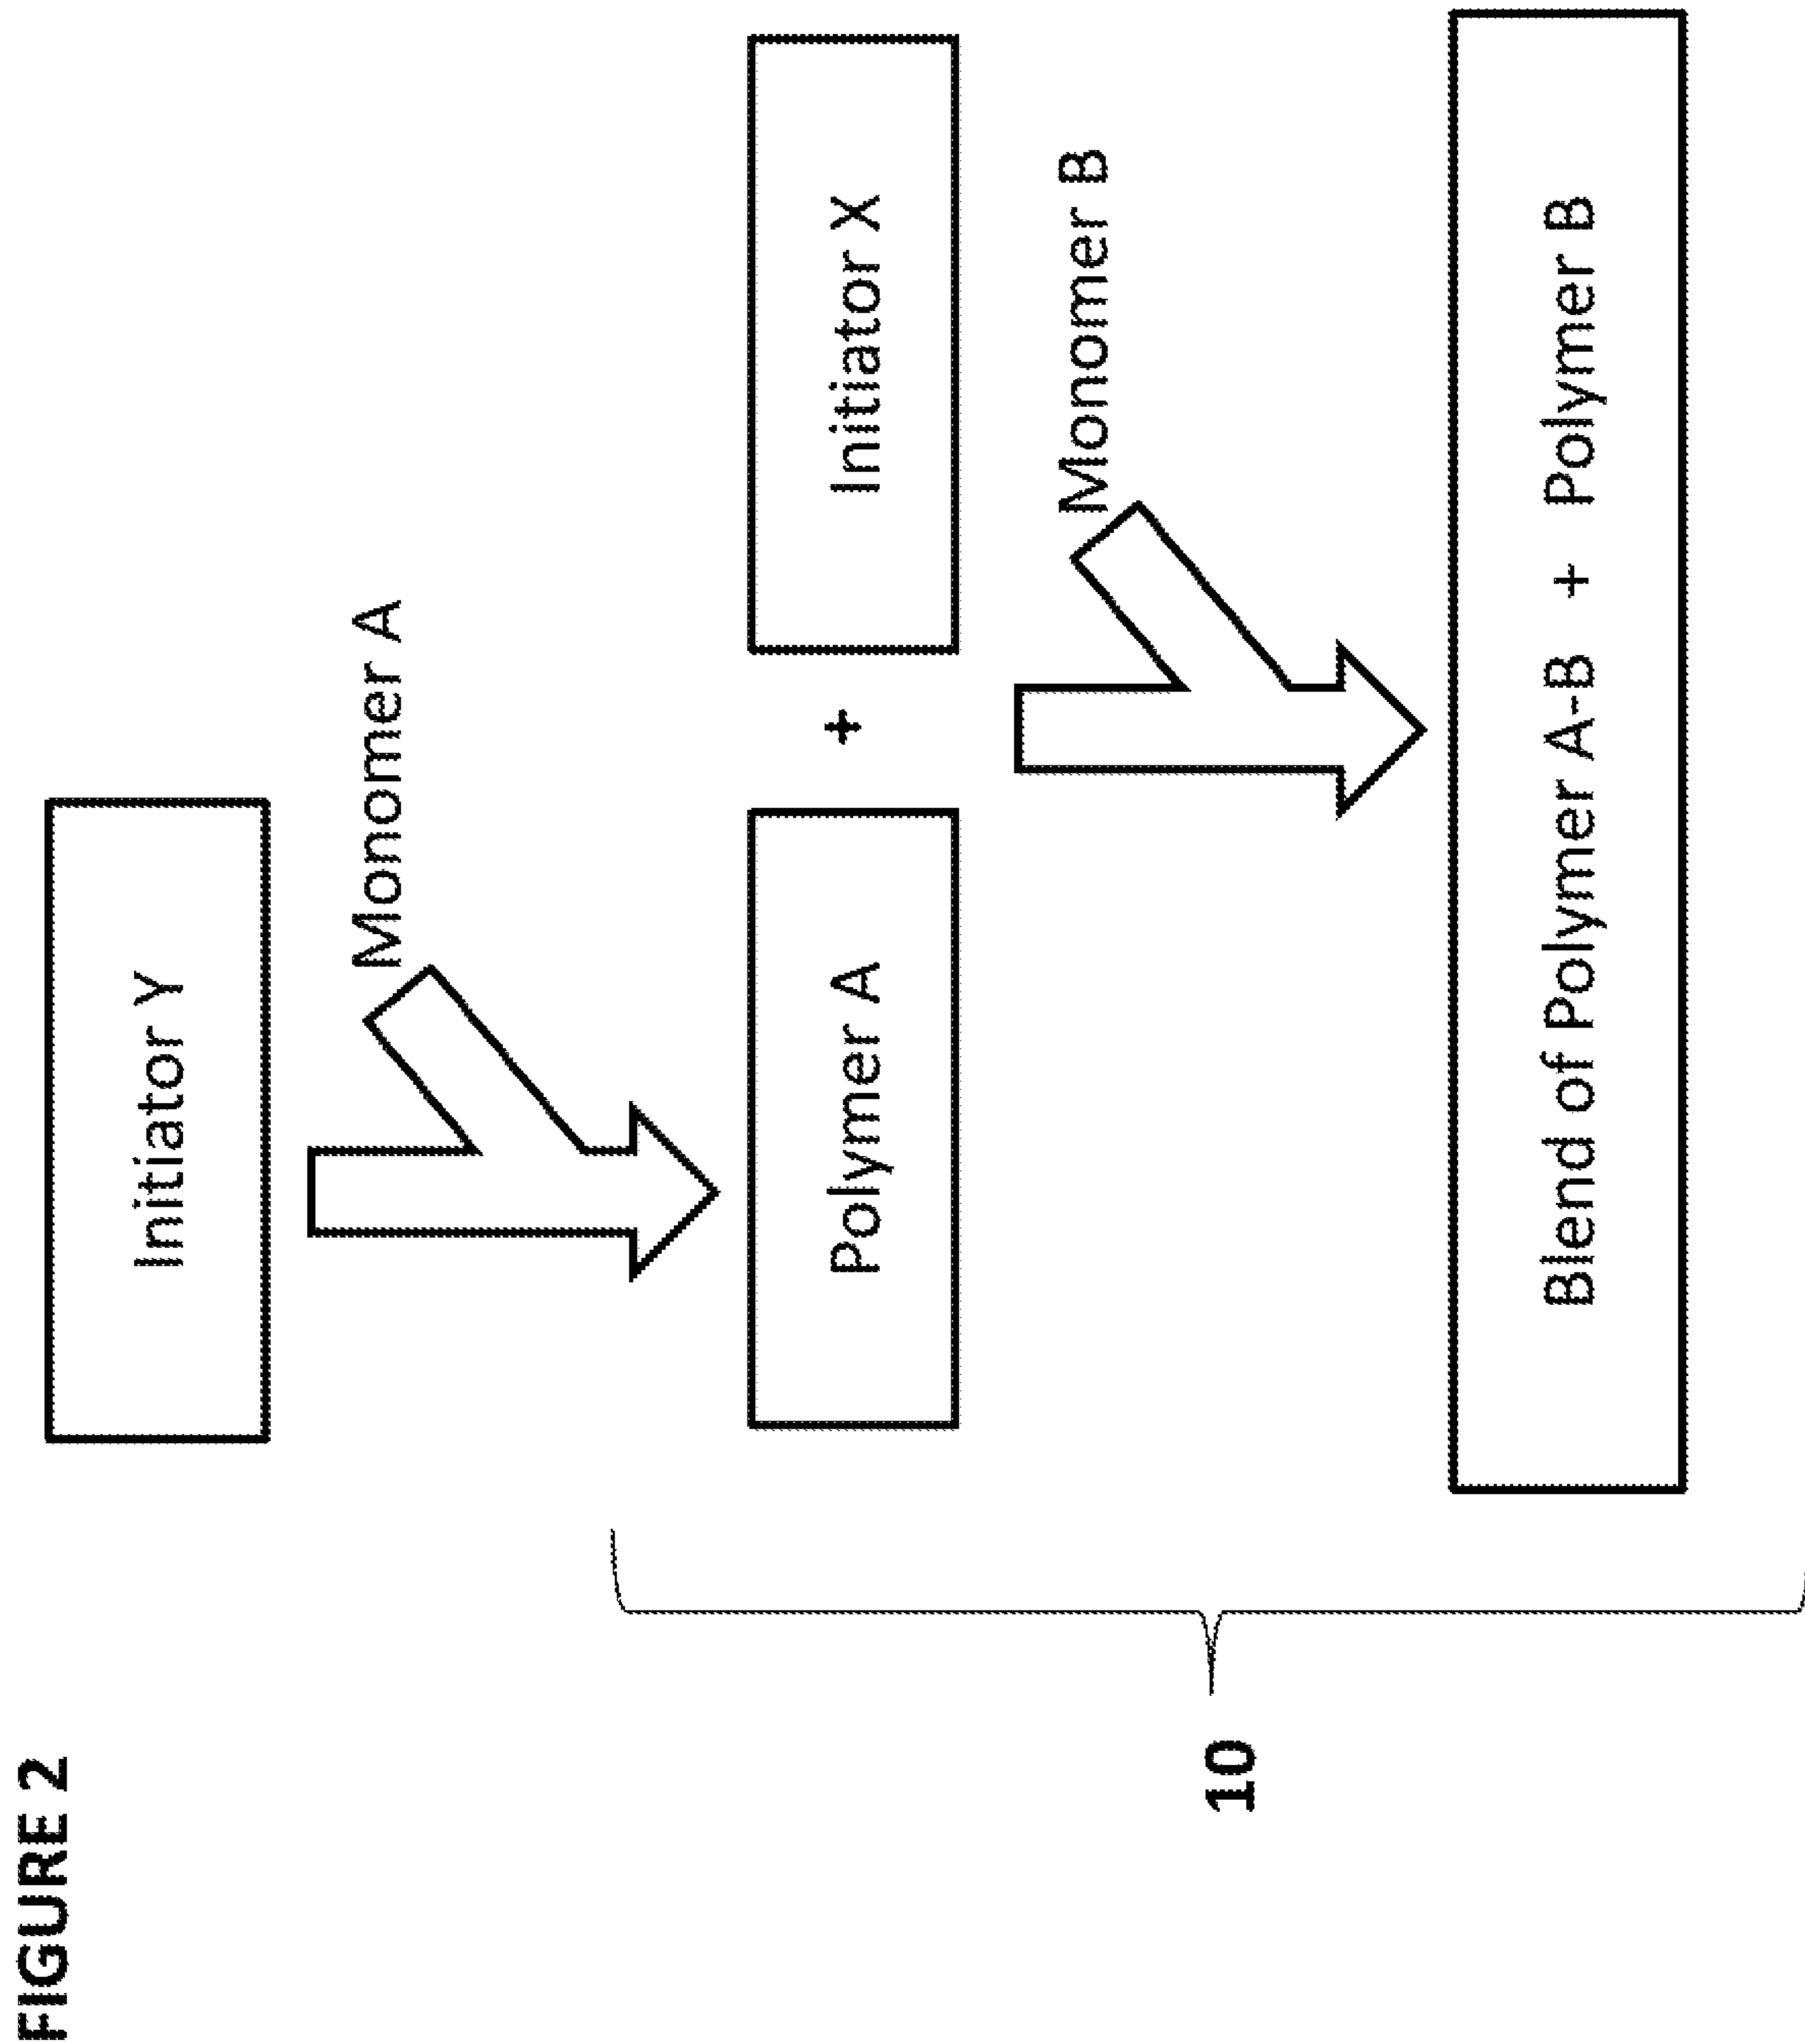 FIGURE 2
Initiator Y
Monomer A
Polymer A + Initiator X
Monomer B
10
Blend of Polymer A-B + Polymer B